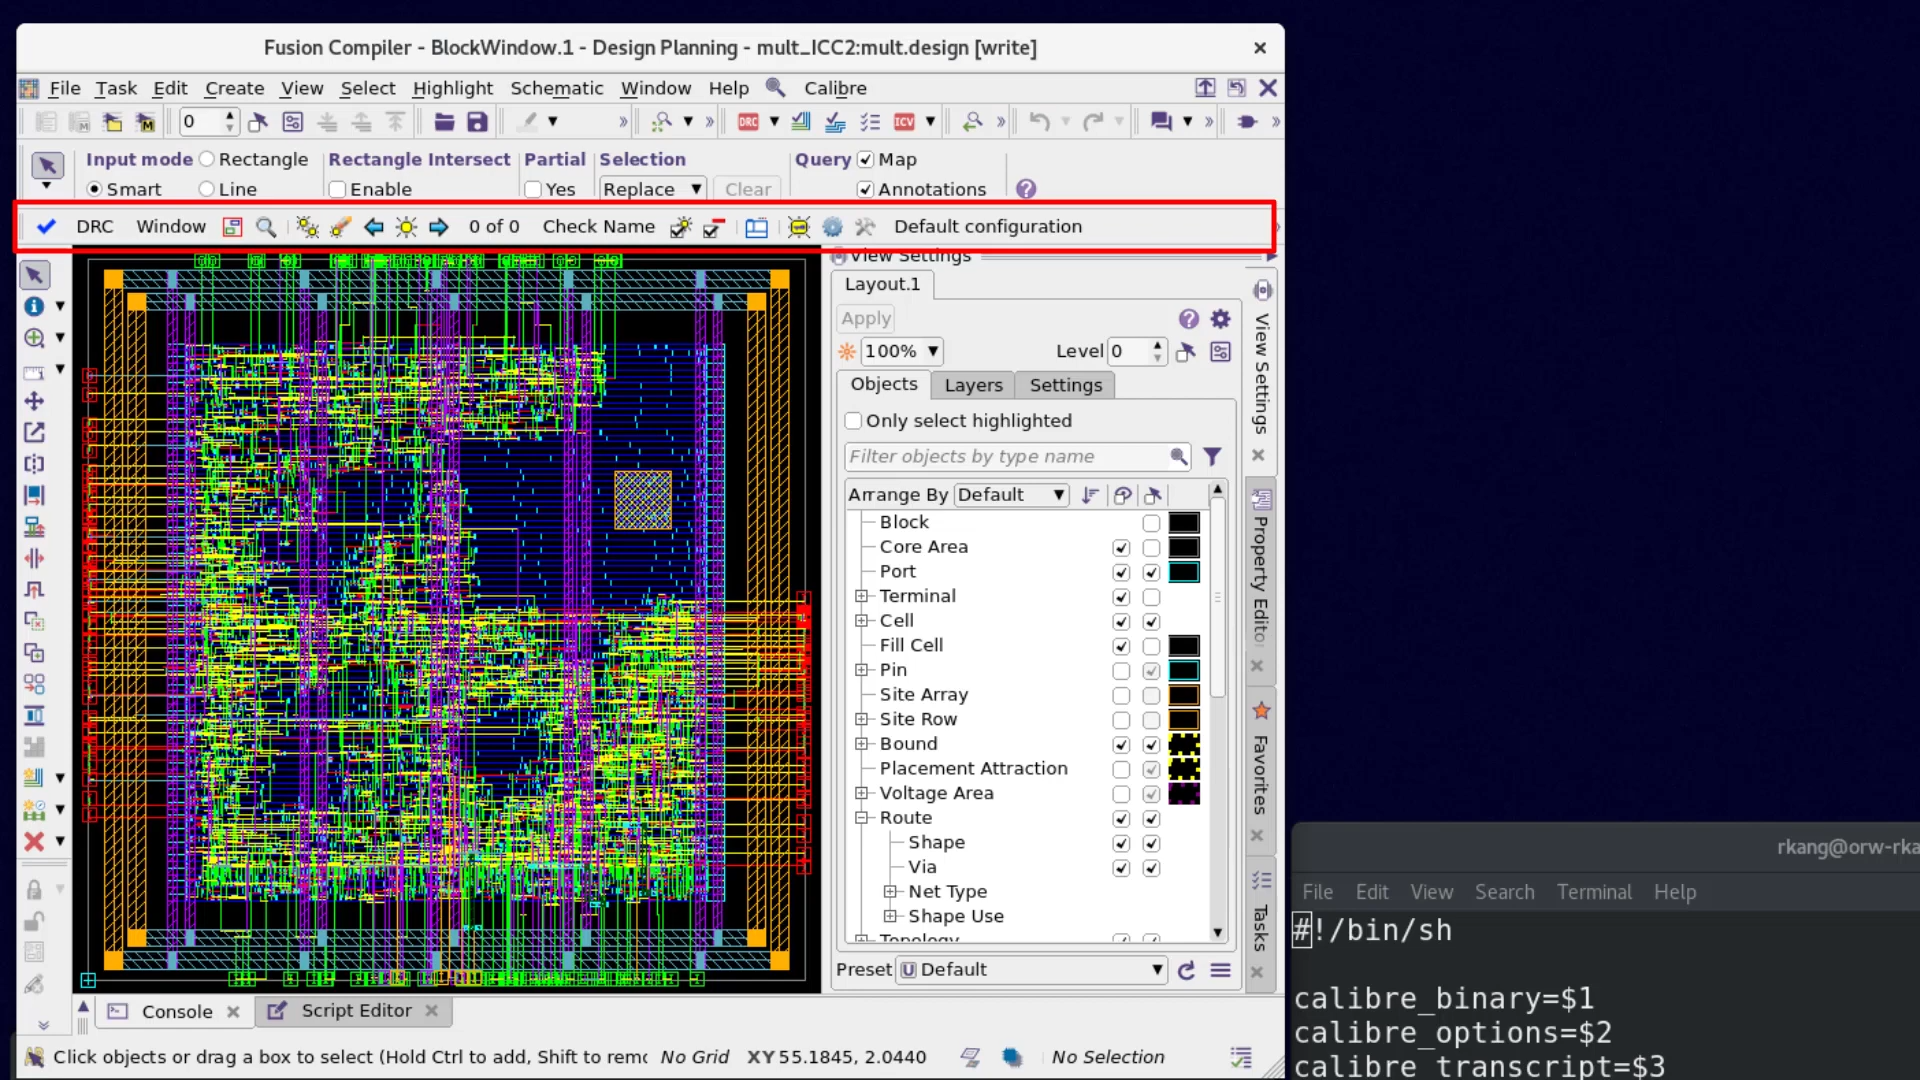 Fusion Compiler - BlockWindow.1 - Design Planning - mult_ICC2:mult.design [write]
File Task Edit Create View Select Highlight Schematic Window Help Calibre
0
DRC ICV
Input mode Rectangle Rectangle Intersect Partial Selection Query Map
Smart Line Enable Yes Replace Clear Annotations
DRC Window 0 of 0 Check Name Default configuration
View Settings
Layout.1
Apply
100% Level 0
Objects Layers Settings
Only select highlighted
Filter objects by type name
Arrange By Default
Block
Core Area
Port
Terminal
Cell
Fill Cell
Pin
Site Array
Site Row
Bound
Placement Attraction
Voltage Area
Route
Shape
Via
Net Type
Shape Use
Topology
Preset Default
View Settings
Property Editor
Favorites
Tasks
Console Script Editor
Click objects or drag a box to select (Hold Ctrl to add, Shift to remo No Grid XY 55.1845, 2.0440 No Selection
rkang@orw-rka
File Edit View Search Terminal Help
#!/bin/sh
calibre_binary=$1
calibre_options=$2
calibre_transcript=$3